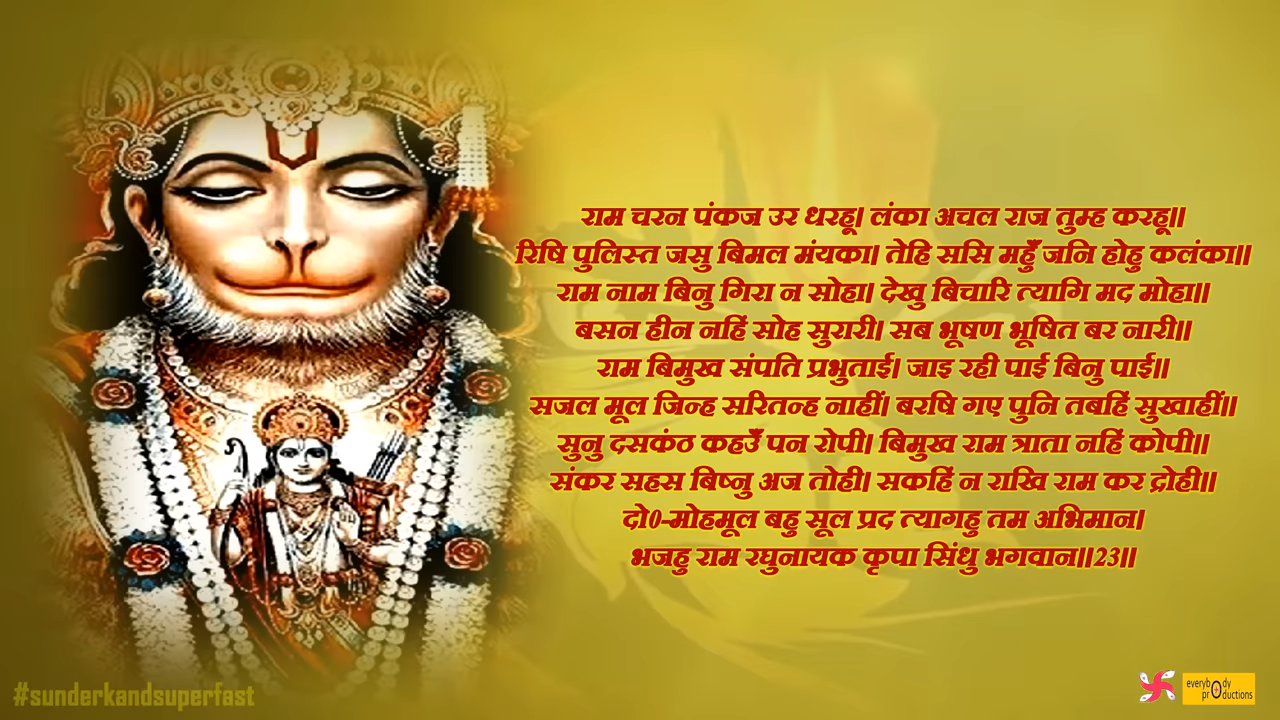 राम चरन पंकज उर धरहू। लंका अचल राज तुम्ह करहू॥
रिषि पुलिस्त जसु बिमल मंयका। तेहि ससि महुँ जनि होहु कलंका॥
राम नाम बिनु गिरा न सोहा। देखु बिचारि त्यागि मद मोहा॥
बसन हीन नहिं सोह सुरारी। सब भूषण भूषित बर नारी॥
राम बिमुख संपति प्रभुताई। जाइ रही पाई बिनु पाई॥
सजल मूल जिन्ह सरितन्ह नाहीं। बरषि गए पुनि तबहिं सुखाहीं॥
सुनु दसकंठ कहउँ पन रोपी। बिमुख राम त्राता नहिं कोपी॥
संकर सहस बिष्नु अज तोही। सकहिं न राखि राम कर द्रोही॥
दो0-मोहमूल बहु सूल प्रद त्यागहु तम अभिमान।
भजहु राम रघुनायक कृपा सिंधु भगवान॥23॥
#sunderkandsuperfast
everybody
productions